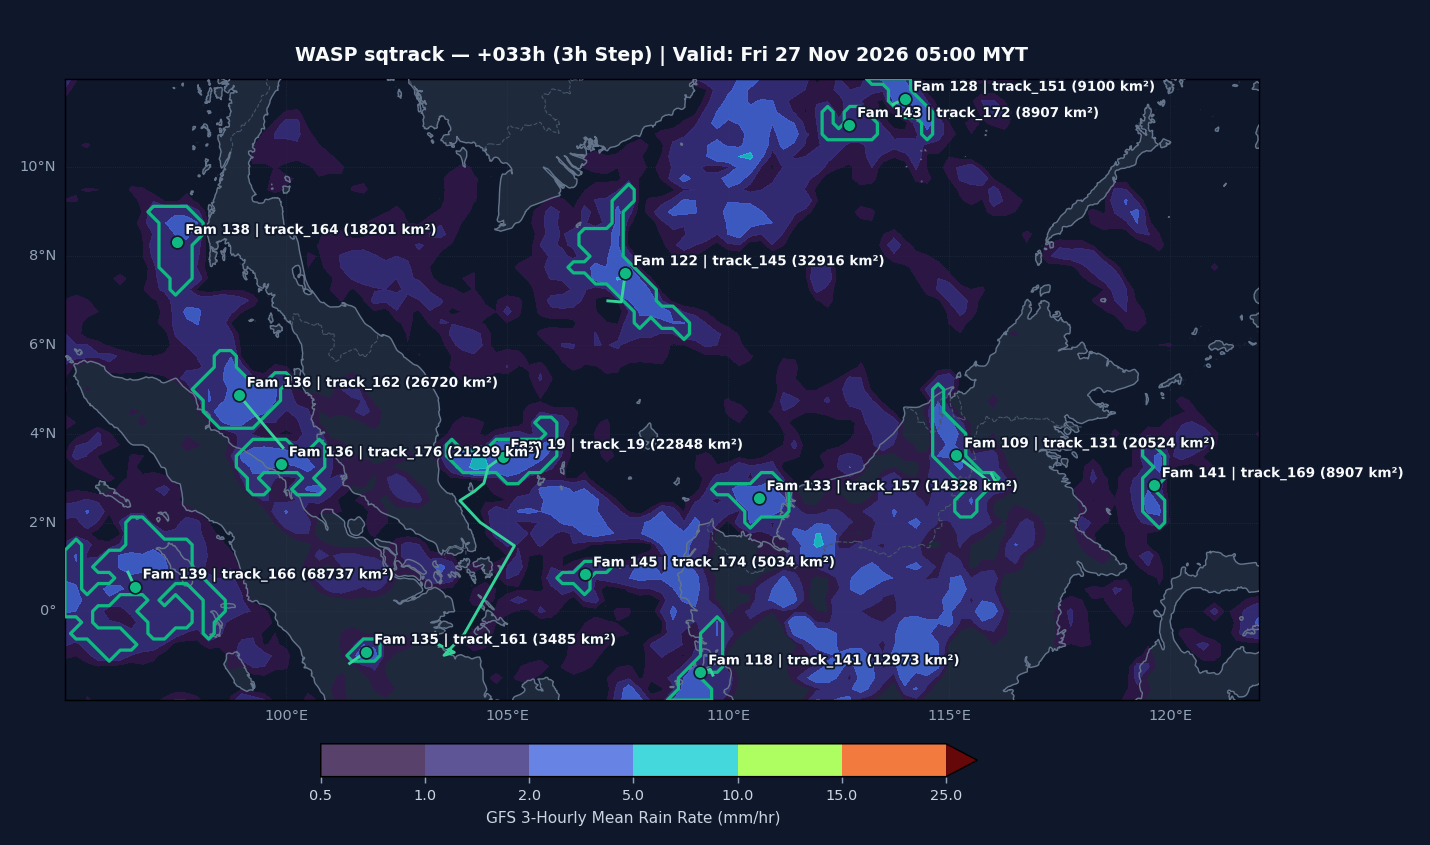 WASP sqtrack — +033h (3h Step) | Valid: Fri 27 Nov 2026 05:00 MYT
Fam 128 | track_151 (9100 km²)
Fam 143 | track_172 (8907 km²)
10°N
Fam 138 | track_164 (18201 km²)
8°N
Fam 122 | track_145 (32916 km²)
6°N
Fam 136 | track_162 (26720 km²)
4°N
Fam 19 | track_19 (22848 km²)
Fam 109 | track_131 (20524 km²)
Fam 136 | track_176 (21299 km²)
Fam 141 | track_169 (8907 km²)
Fam 133 | track_157 (14328 km²)
2°N
Fam 145 | track_174 (5034 km²)
Fam 139 | track_166 (68737 km²)
0°
Fam 135 | track_161 (3485 km²)
Fam 118 | track_141 (12973 km²)
100°E 105°E 110°E 115°E 120°E
0.5 1.0 2.0 5.0 10.0 15.0 25.0
GFS 3-Hourly Mean Rain Rate (mm/hr)